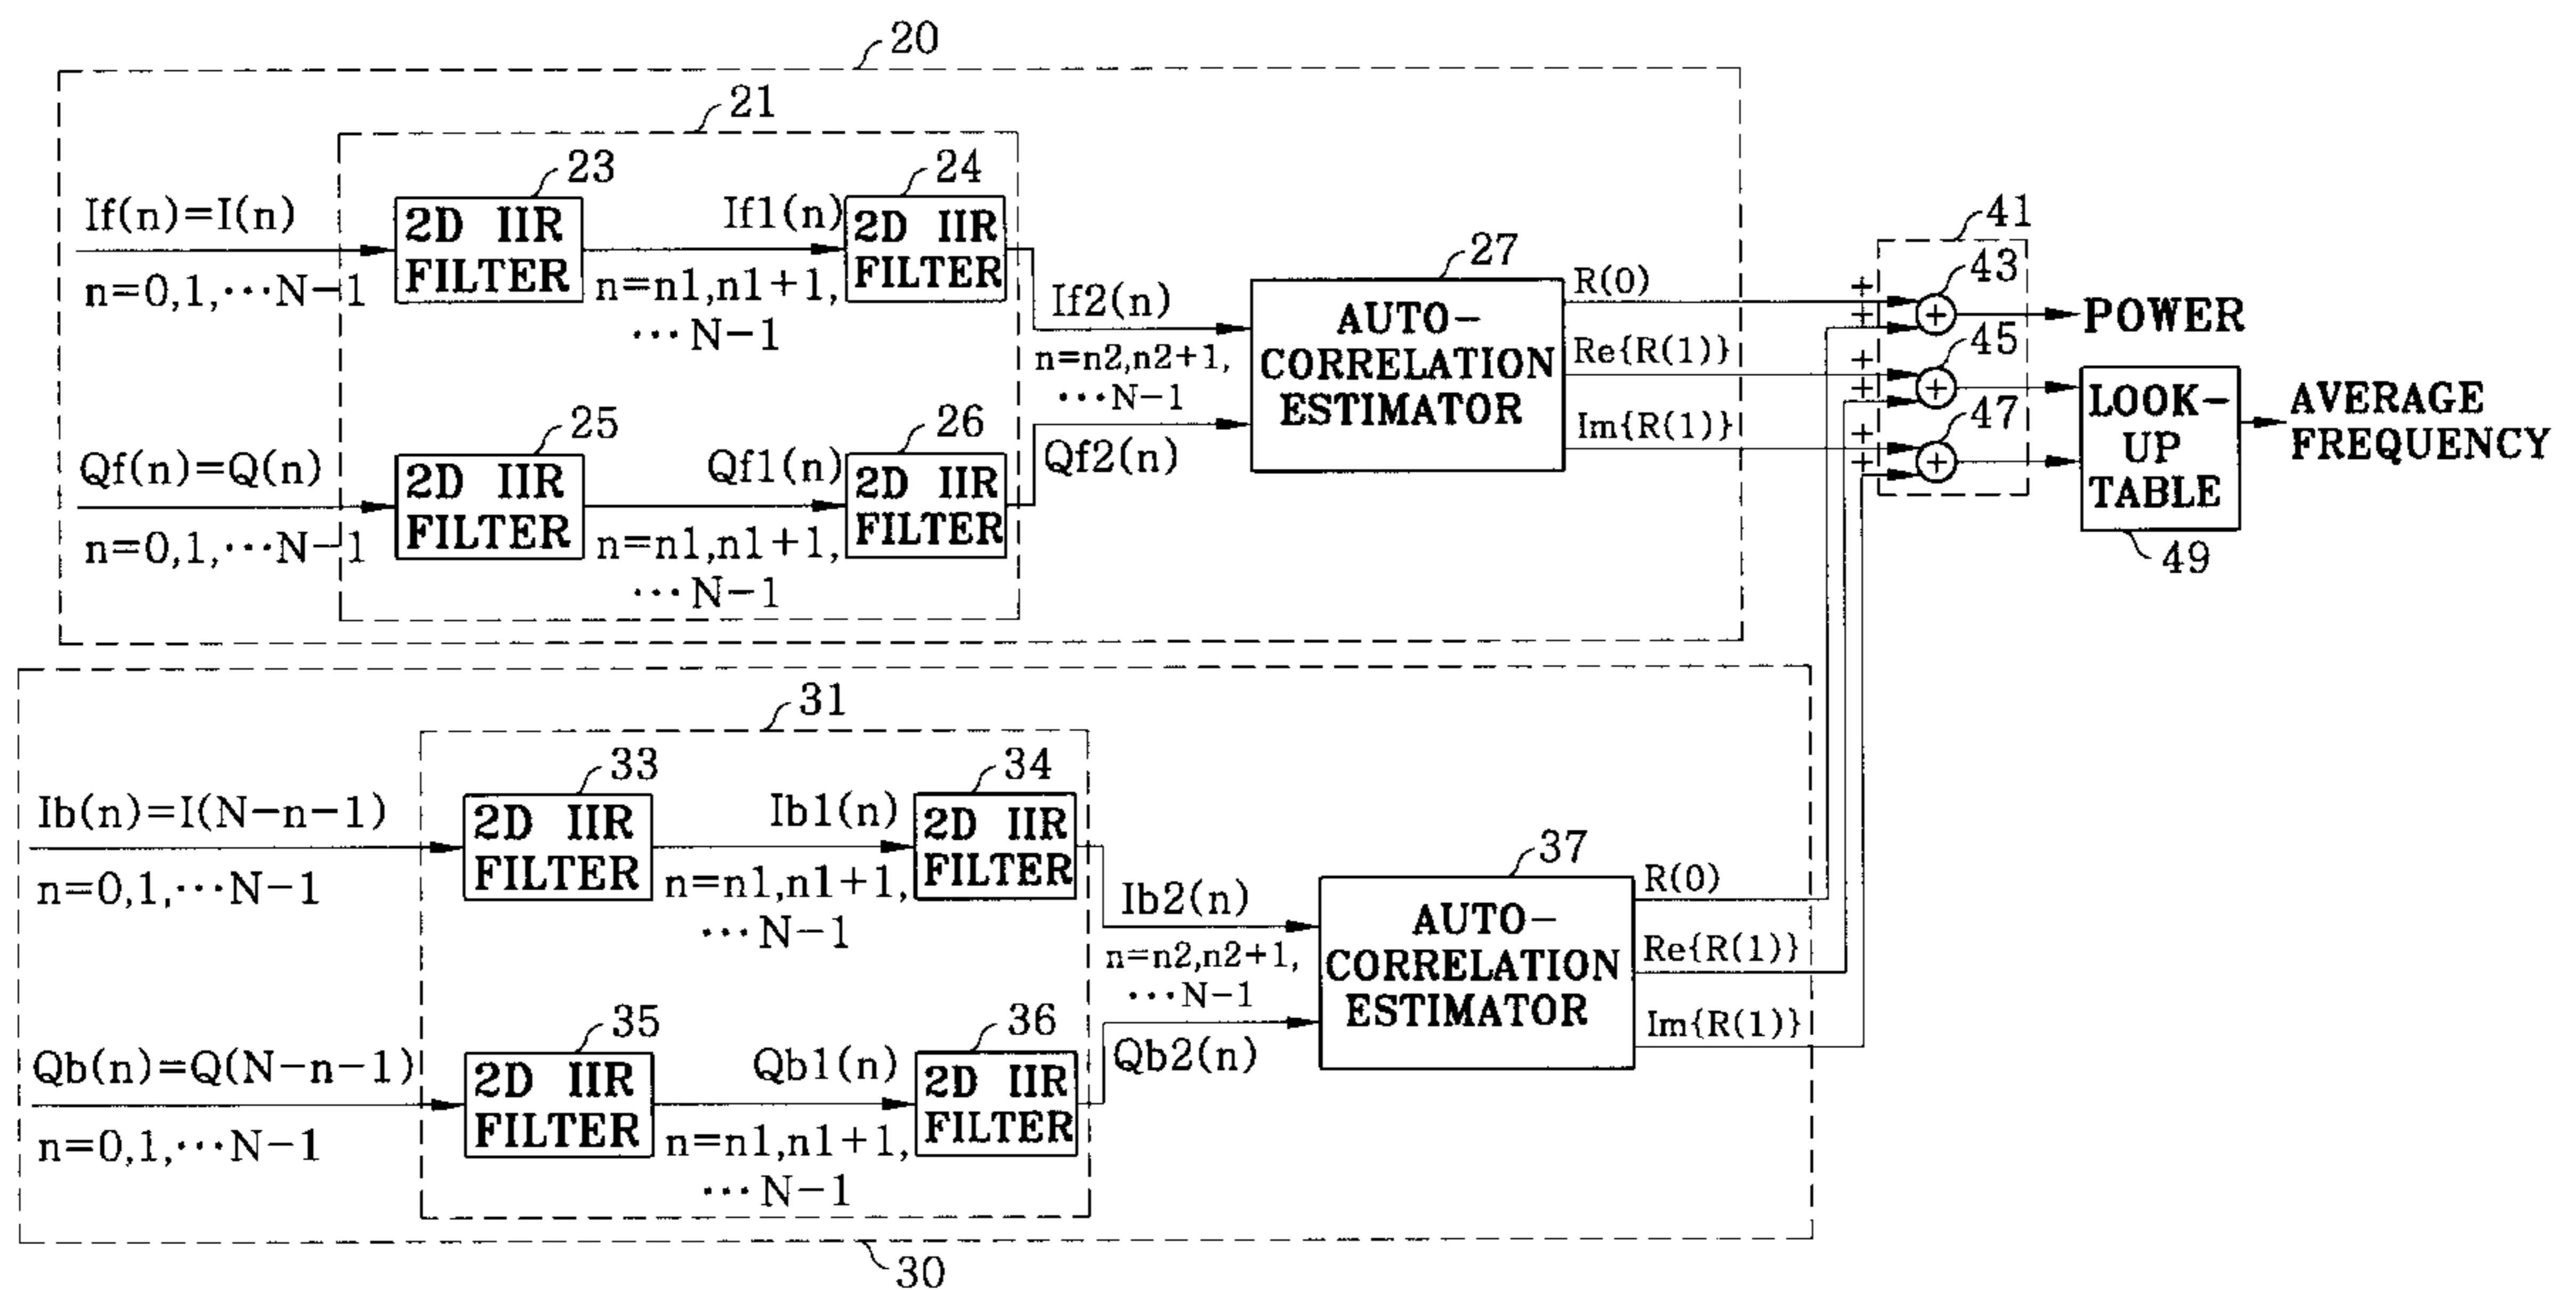 20
21
23
If(n)=I(n)
n=0,1,···N−1
2D IIR
FILTER
If1(n)
n=n1,n1+1,
···N−1
24
2D IIR
FILTER
If2(n)
n=n2,n2+1,
···N−1
25
Qf(n)=Q(n)
n=0,1,···N−1
2D IIR
FILTER
Qf1(n)
n=n1,n1+1,
···N−1
26
2D IIR
FILTER
Qf2(n)
27
AUTO-
CORRELATION
ESTIMATOR
R(0)
Re{R(1)}
Im{R(1)}
41
+
+
43
+
POWER
+
+
45
+
+
+
47
+
LOOK-
UP
TABLE
49
AVERAGE
FREQUENCY
31
33
Ib(n)=I(N−n−1)
n=0,1,···N−1
2D IIR
FILTER
Ib1(n)
n=n1,n1+1,
···N−1
34
2D IIR
FILTER
Ib2(n)
n=n2,n2+1,
···N−1
35
Qb(n)=Q(N−n−1)
n=0,1,···N−1
2D IIR
FILTER
Qb1(n)
n=n1,n1+1,
···N−1
36
2D IIR
FILTER
Qb2(n)
37
AUTO-
CORRELATION
ESTIMATOR
R(0)
Re{R(1)}
Im{R(1)}
30